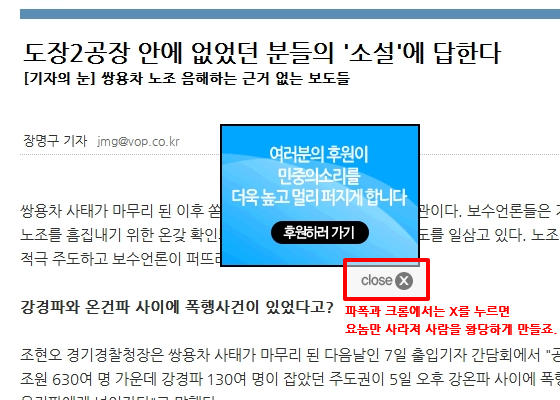 도장2공장 안에 없었던 분들의 '소설'에 답한다
[기자의 눈] 쌍용차 노조 음해하는 근거 없는 보도들
장명구 기자 jmg@vop.co.kr
여러분의 후원이
민중의소리를
더욱 높고 멀리 퍼지게 합니다
후원하러 가기
쌍용차 사태가 마무리 된 이후 쏟 관이다. 보수언론들은
노조를 흠집내기 위한 온갖 확인 도를 일삼고 있다. 노조
적극 주도하고 보수언론이 퍼뜨리
close X
파폭과 크롬에서는 X를 누르면
요놈만 사라져 사람을 황당하게 만들죠.
강경파와 온건파 사이에 폭행사건이 있었다고?
조현오 경기경찰청장은 쌍용차 사태가 마무리 된 다음날인 7일 출입기자 간담회에서 "공
조원 630여 명 가운데 강경파 130여 명이 잡았던 주도권이 5일 오후 강온파 사이에 폭행